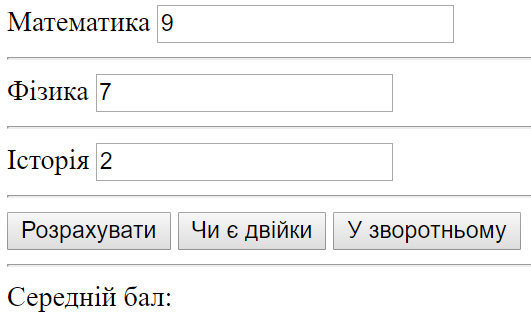 Математика 9
Фізика 7
Історія 2
Розрахувати Чи є двійки У зворотньому
Середній бал: